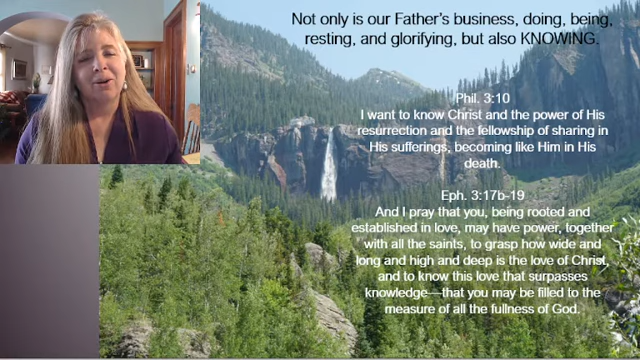 Not only is our Father's business, doing, being,
resting, and glorifying, but also KNOWING.
Phil. 3:10
I want to know Christ and the power of His
resurrection and the fellowship of sharing in
His sufferings, becoming like Him in His
death.
Eph. 3:17b-19
And I pray that you, being rooted and
established in love, may have power, together
with all the saints, to grasp how wide and
long and high and deep is the love of Christ,
and to know this love that surpasses
knowledge—that you may be filled to the
measure of all the fullness of God.